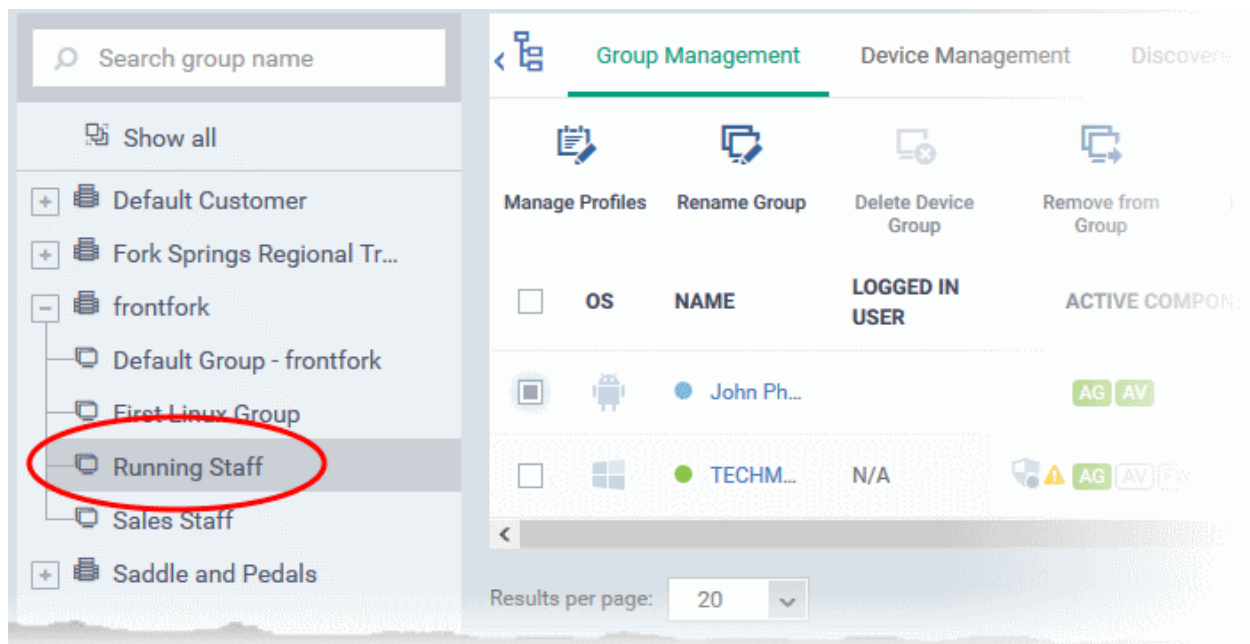 Search group name
Show all
Default Customer
Fork Springs Regional Tr...
frontfork
Default Group - frontfork
First Linux Group
Running Staff
Sales Staff
Saddle and Pedals
Group Management Device Management
Manage Profiles Rename Group Delete Device Group Remove from Group
OS NAME LOGGED IN USER ACTIVE
John Ph... AG AV
TECHM... N/A AG AV
Results per page: 20